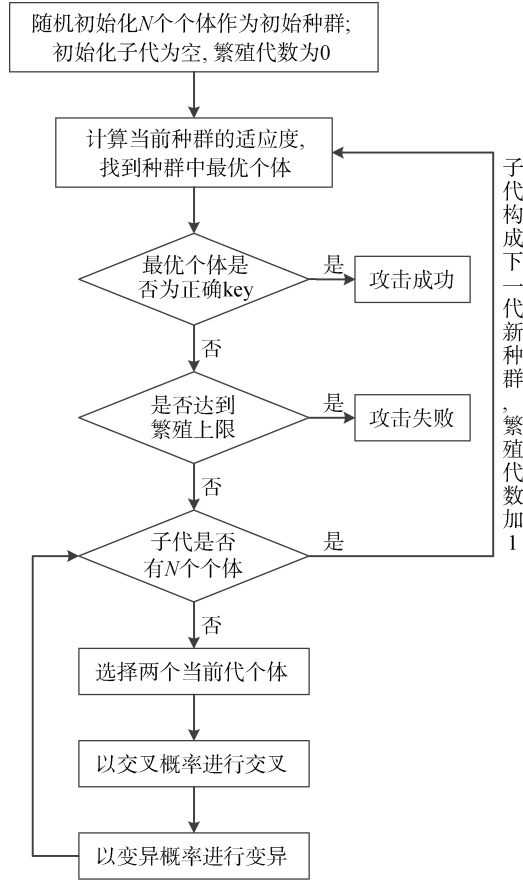 随机初始化N个个体作为初始种群;
初始化子代为空, 繁殖代数为0
计算当前种群的适应度,
找到种群中最优个体
最优个体是
否为正确key
是
攻击成功
否
是否达到
繁殖上限
是
攻击失败
否
子代是否
有N个个体
是
子代构成下一代新种群,繁殖代数加1
否
选择两个当前代个体
以交叉概率进行交叉
以变异概率进行变异